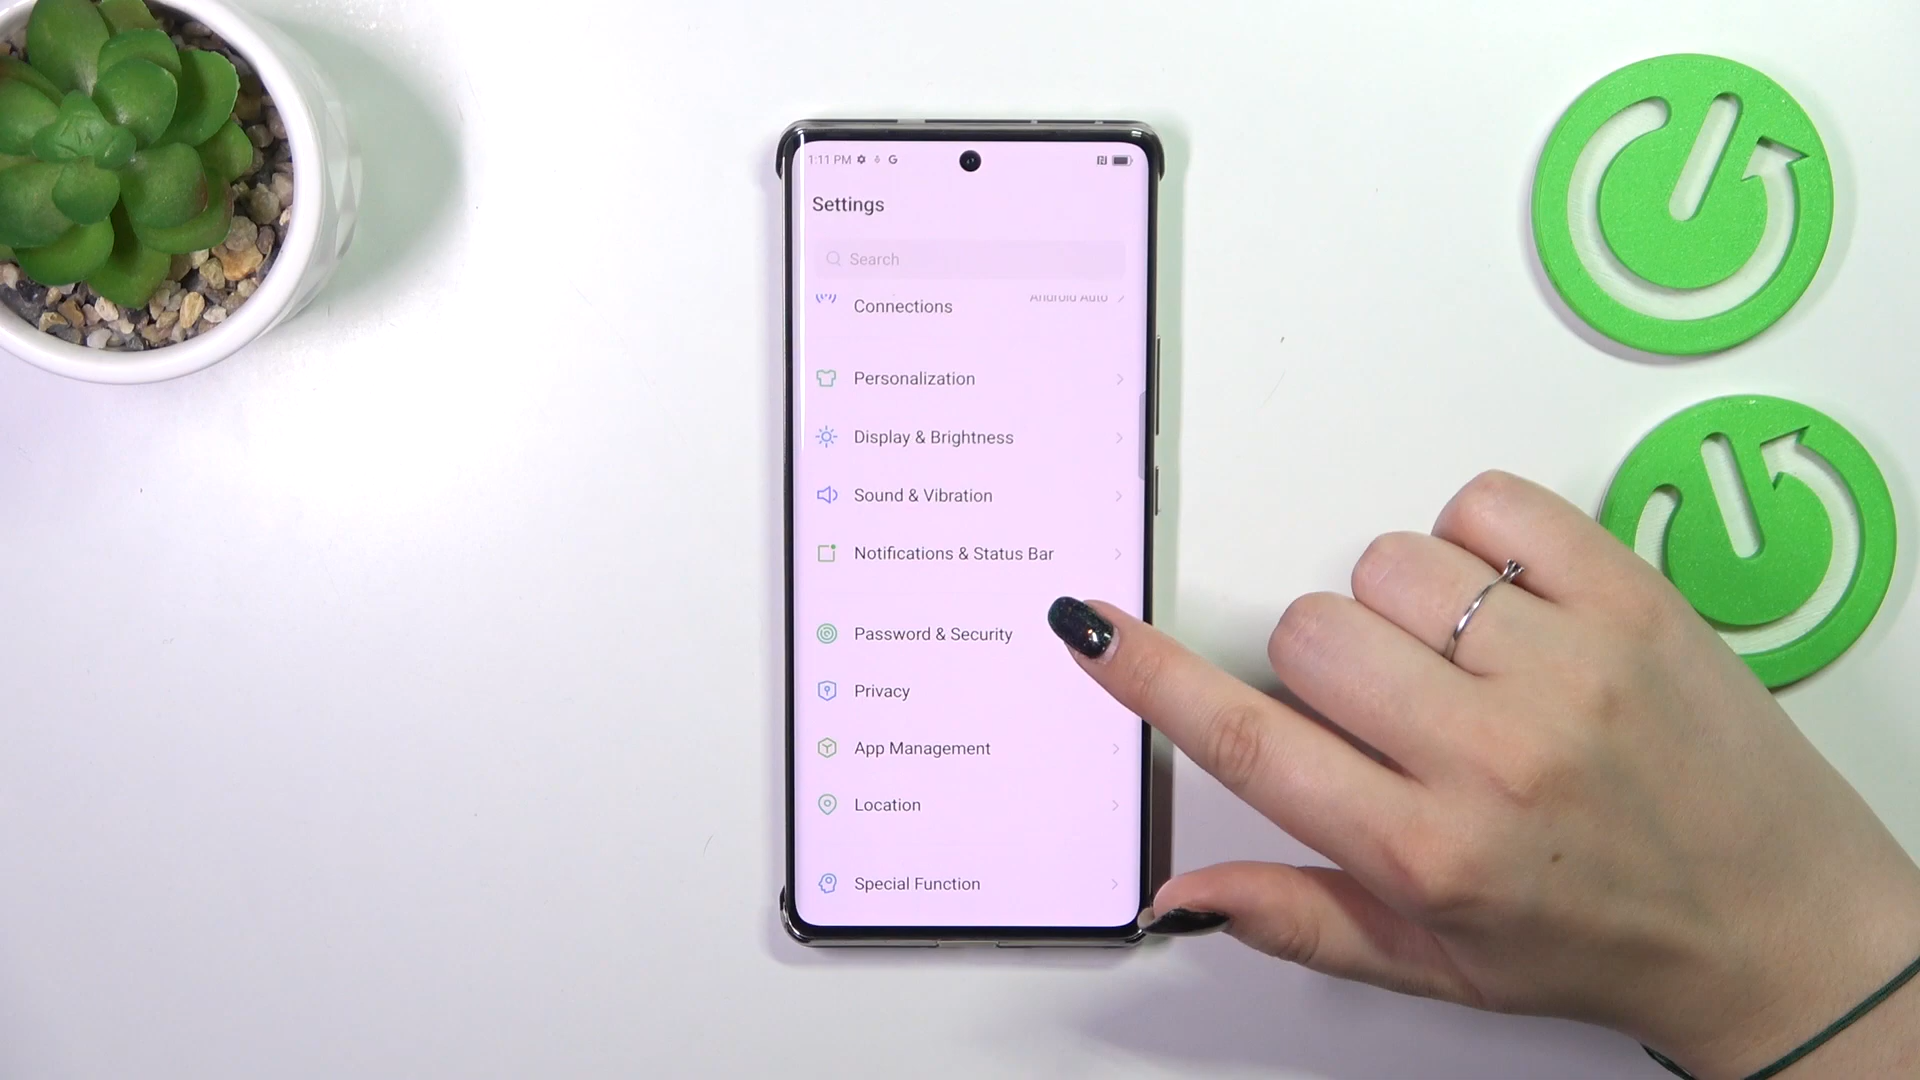 1:11 PM G
Settings
Search
Connections Android Auto
Personalization
Display & Brightness
Sound & Vibration
Notifications & Status Bar
Password & Security
Privacy
App Management
Location
Special Function